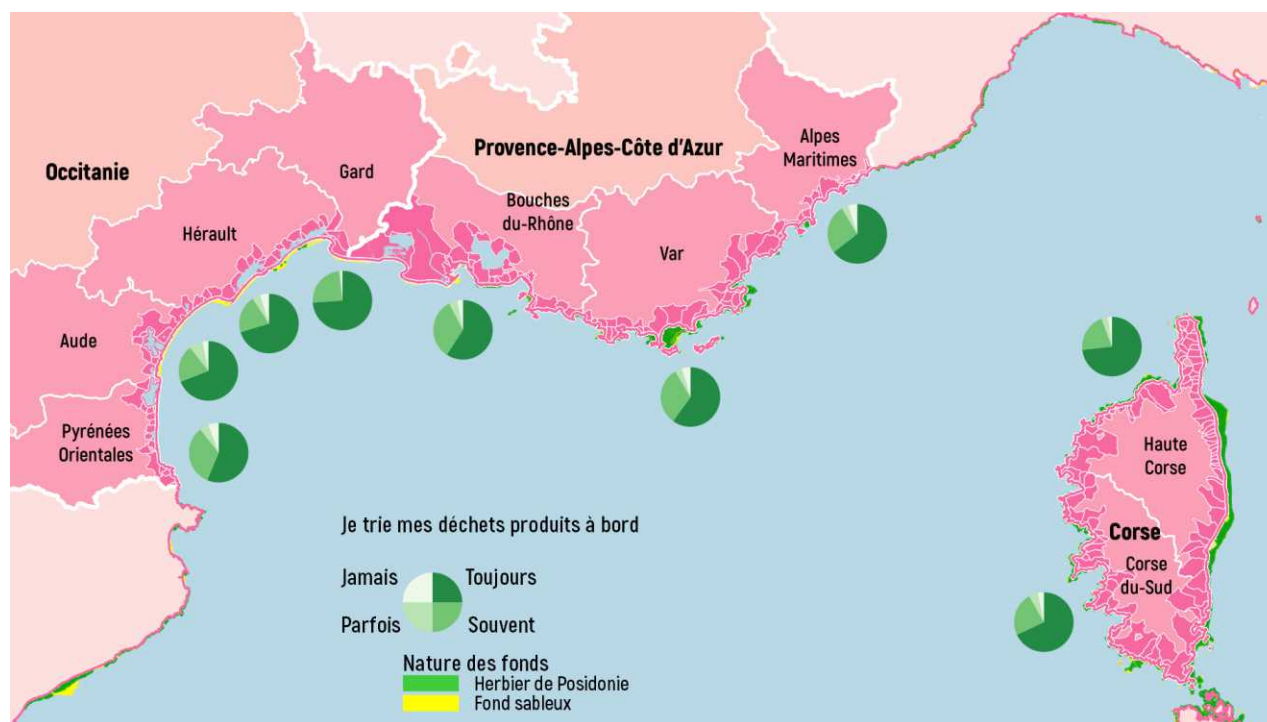 Occitanie
Provence-Alpes-Côte d'Azur
Alpes
Maritimes
Gard
Bouches
du-Rhône
Hérault
Var
Aude
Pyrénées
Orientales
Haute
Corse
Corse
Corse
du-Sud
Je trie mes déchets produits à bord
Jamais
Toujours
Parfois
Souvent
Nature des fonds
Herbier de Posidonie
Fond sableux